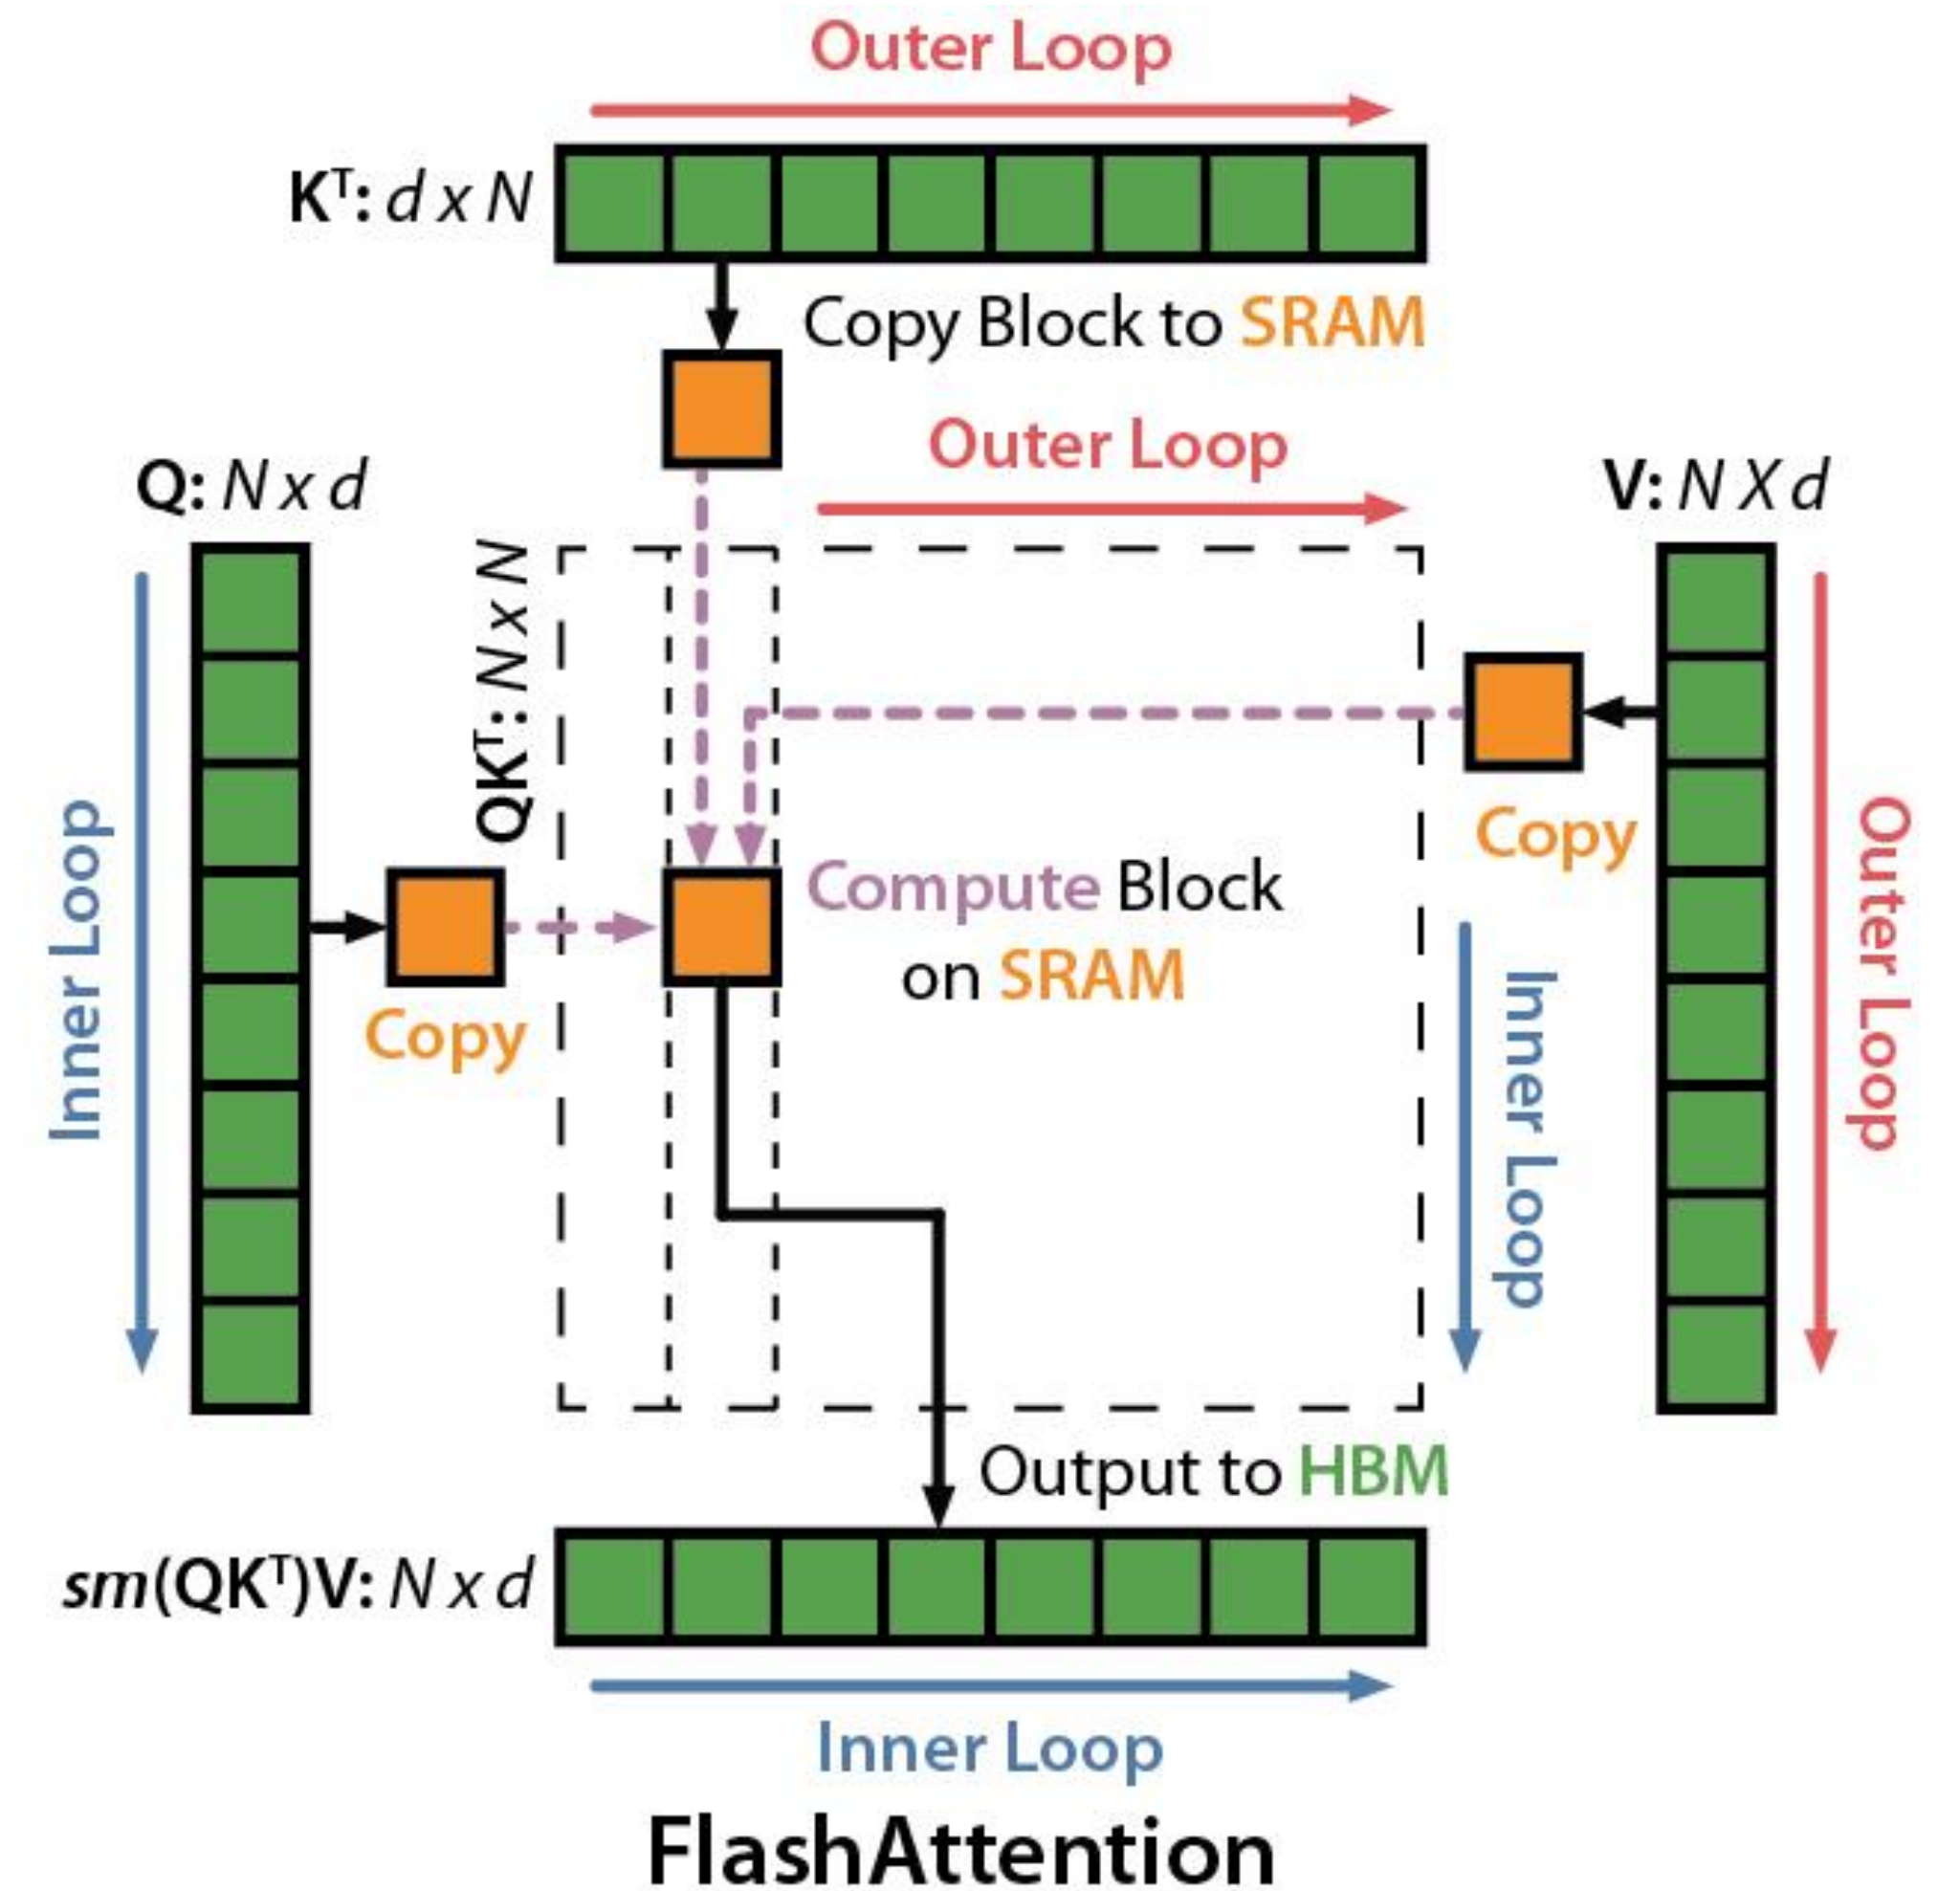 Outer Loop
Kᵀ: d x N
Copy Block to SRAM
Outer Loop
Q: N x d
V: N X d
QKᵀ: N x N
Inner Loop
Copy
Compute Block
on SRAM
Copy
Outer Loop
Inner Loop
Output to HBM
sm(QKᵀ)V: N x d
Inner Loop
FlashAttention